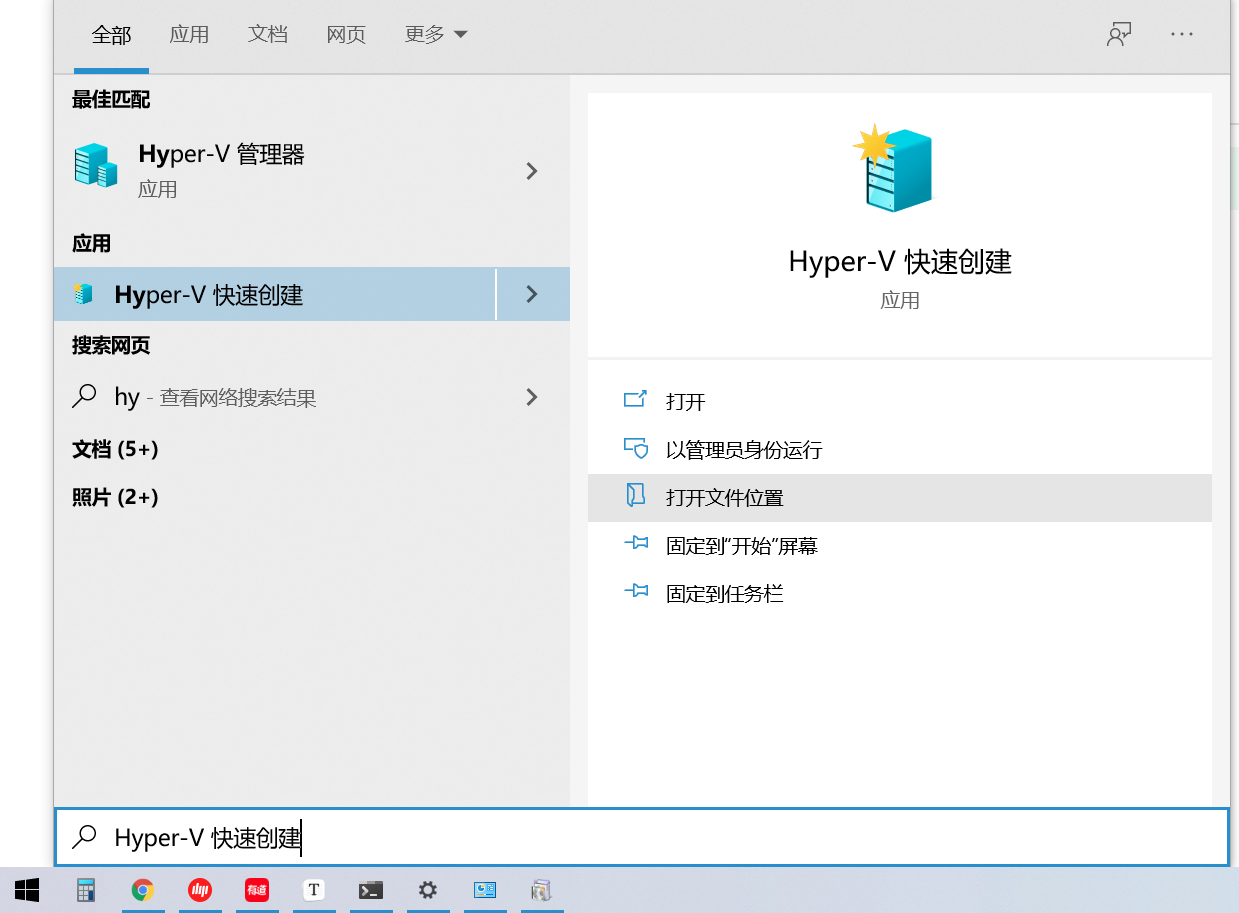 全部 应用 文档 网页 更多
最佳匹配
Hyper-V 管理器
应用
应用
Hyper-V 快速创建
搜索网页
hy - 查看网络搜索结果
文档 (5+)
照片 (2+)
Hyper-V 快速创建
应用
打开
以管理员身份运行
打开文件位置
固定到“开始”屏幕
固定到任务栏
Hyper-V 快速创建
有道
T